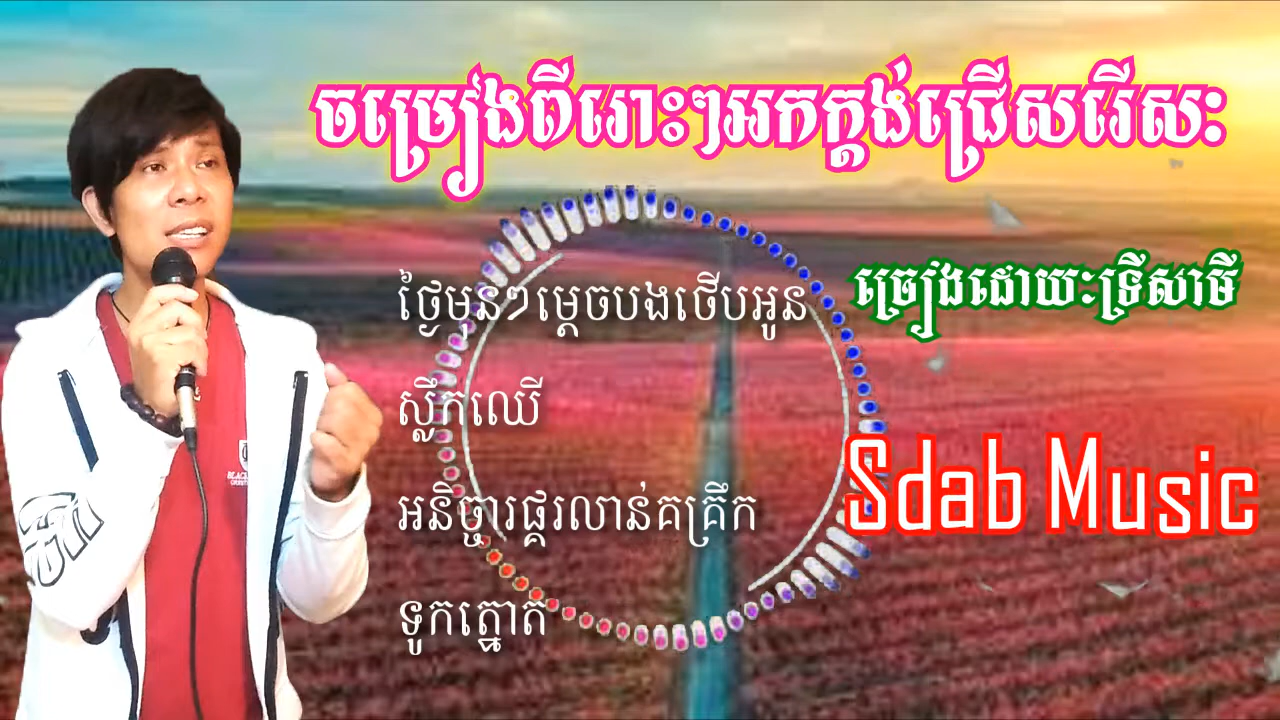 ចម្រៀងពីរោះៗអកក្តង់ជ្រើសរើសៈ
ច្រៀងដោយៈទ្រីសាមី
ថ្ងៃមុនៗម្តេចបងថើបអូន
ស្លឹកឈើ
Sdab Music
អនិច្ចារផ្គរលាន់គគ្រឹក
ទូកត្នោត